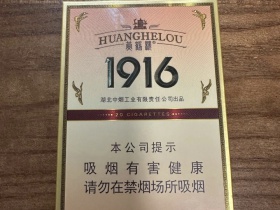 HUANGHELOU
黄鹤楼
1916
湖北中烟工业有限责任公司出品
20 CIGARETTES
本公司提示
吸烟有害健康
请勿在禁烟场所吸烟